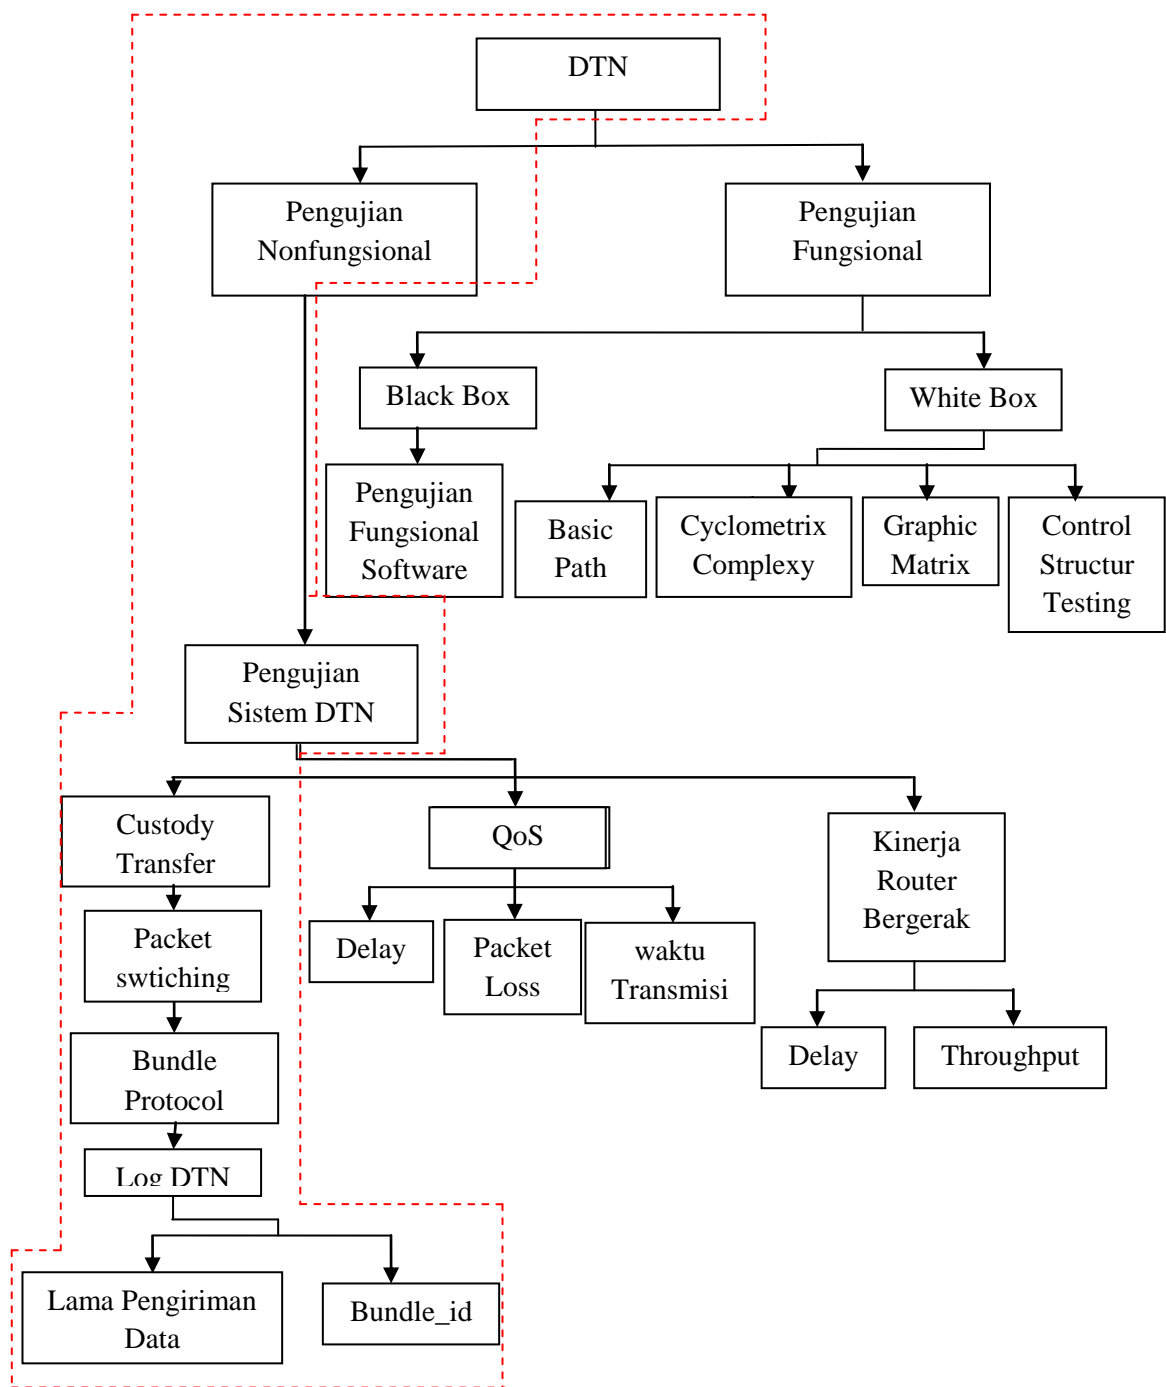 DTN
Pengujian
Nonfungsional
Pengujian
Fungsional
Black Box
White Box
Pengujian
Fungsional
Software
Basic
Path
Cyclometrix
Complexy
Graphic
Matrix
Control
Structur
Testing
Pengujian
Sistem DTN
Custody
Transfer
QoS
Kinerja
Router
Bergerak
Packet
swtiching
Delay
Packet
Loss
waktu
Transmisi
Bundle
Protocol
Delay
Throughput
Log DTN
Lama Pengiriman
Data
Bundle_id